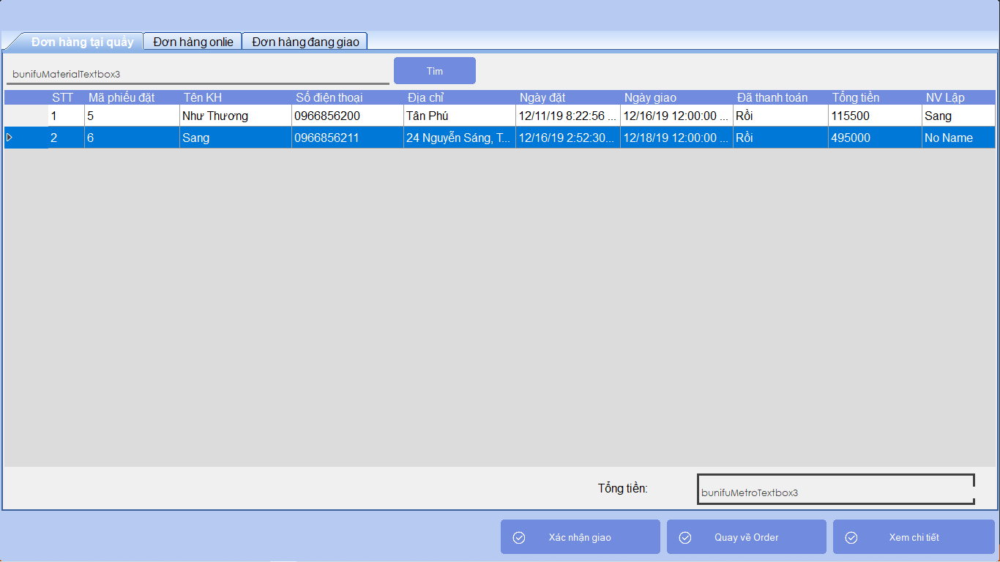 Đơn hàng tại quầy Đơn hàng onlie Đơn hàng đang giao
bunifuMaterialTextbox3 Tìm
STT Mã phiếu đặt Tên KH Số điện thoại Địa chỉ Ngày đặt Ngày giao Đã thanh toán Tổng tiền NV Lập
1 5 Như Thương 0966856200 Tân Phú 12/11/19 8:22:56 ... 12/16/19 12:00:00 ... Rồi 115500 Sang
2 6 Sang 0966856211 24 Nguyễn Sáng, T... 12/16/19 2:52:30... 12/18/19 12:00:00 ... Rồi 495000 No Name
Tổng tiền: bunifuMetroTextbox3
Xác nhận giao Quay về Order Xem chi tiết